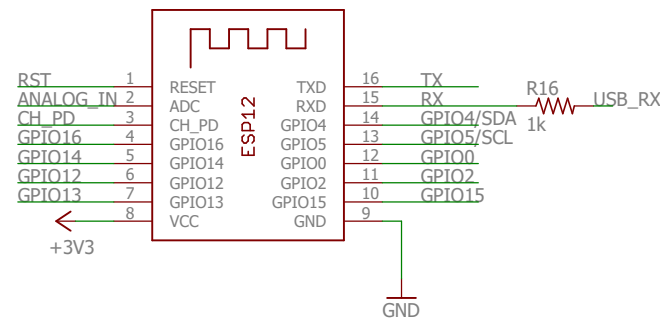 RST 1 RESET TXD 16 TX
ANALOG_IN 2 ADC RXD 15 RX R16 1k USB_RX
CH_PD 3 CH_PD GPIO4 14 GPIO4/SDA
GPIO16 4 GPIO16 GPIO5 13 GPIO5/SCL
GPIO14 5 GPIO14 GPIO0 12 GPIO0
GPIO12 6 GPIO12 GPIO2 11 GPIO2
GPIO13 7 GPIO13 GPIO15 10 GPIO15
8 VCC GND 9
ESP12
+3V3
GND